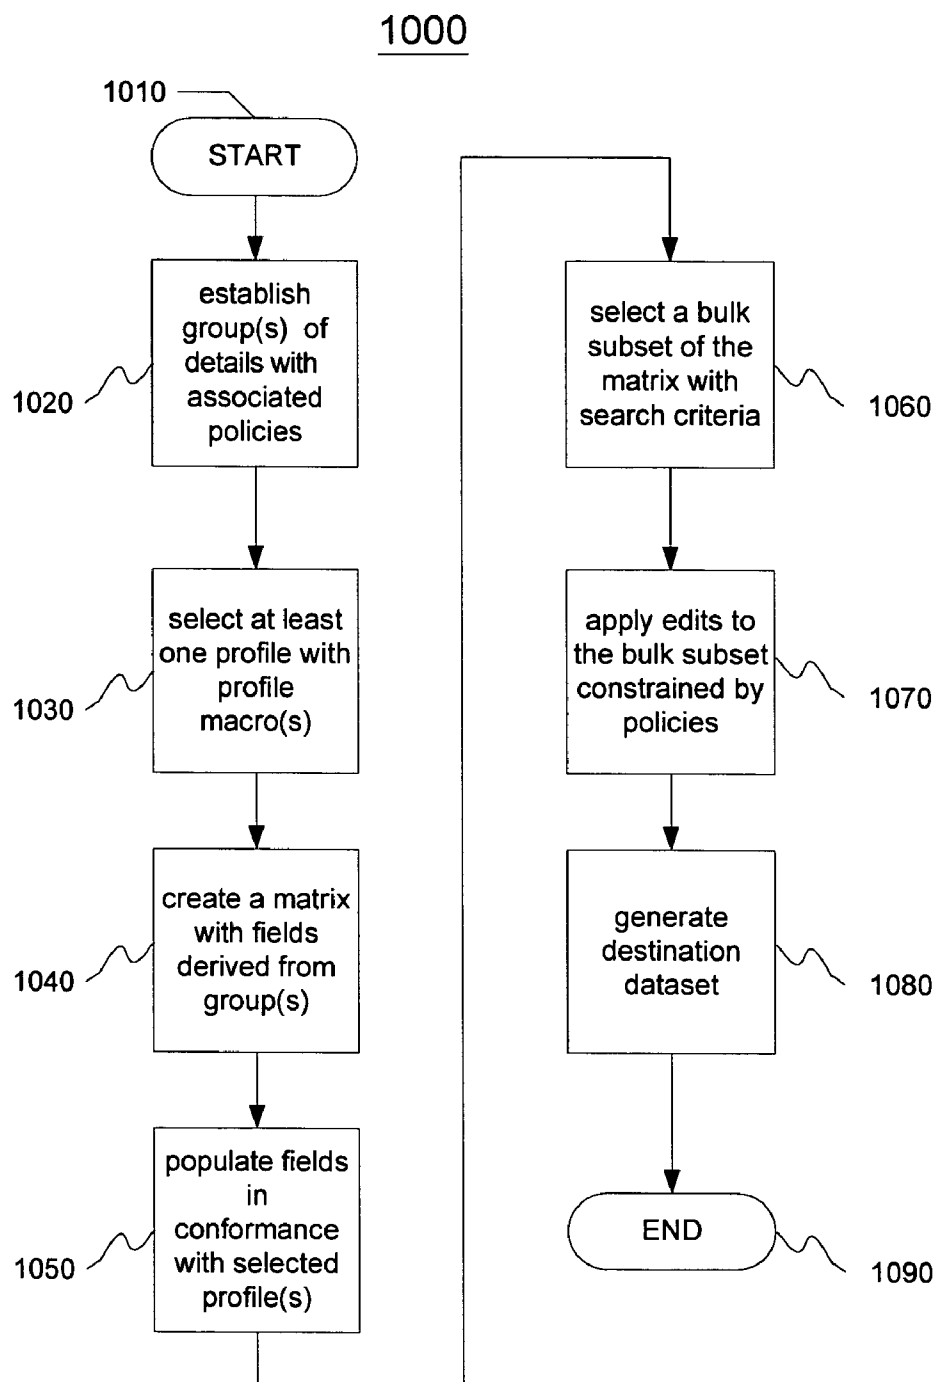 1000
1010
START
establish
group(s) of
details with
associated
policies
1020
select at least
one profile with
profile
macro(s)
1030
create a matrix
with fields
derived from
group(s)
1040
populate fields
in
conformance
with selected
profile(s)
1050
select a bulk
subset of the
matrix with
search criteria
1060
apply edits to
the bulk subset
constrained by
policies
1070
generate
destination
dataset
1080
END
1090